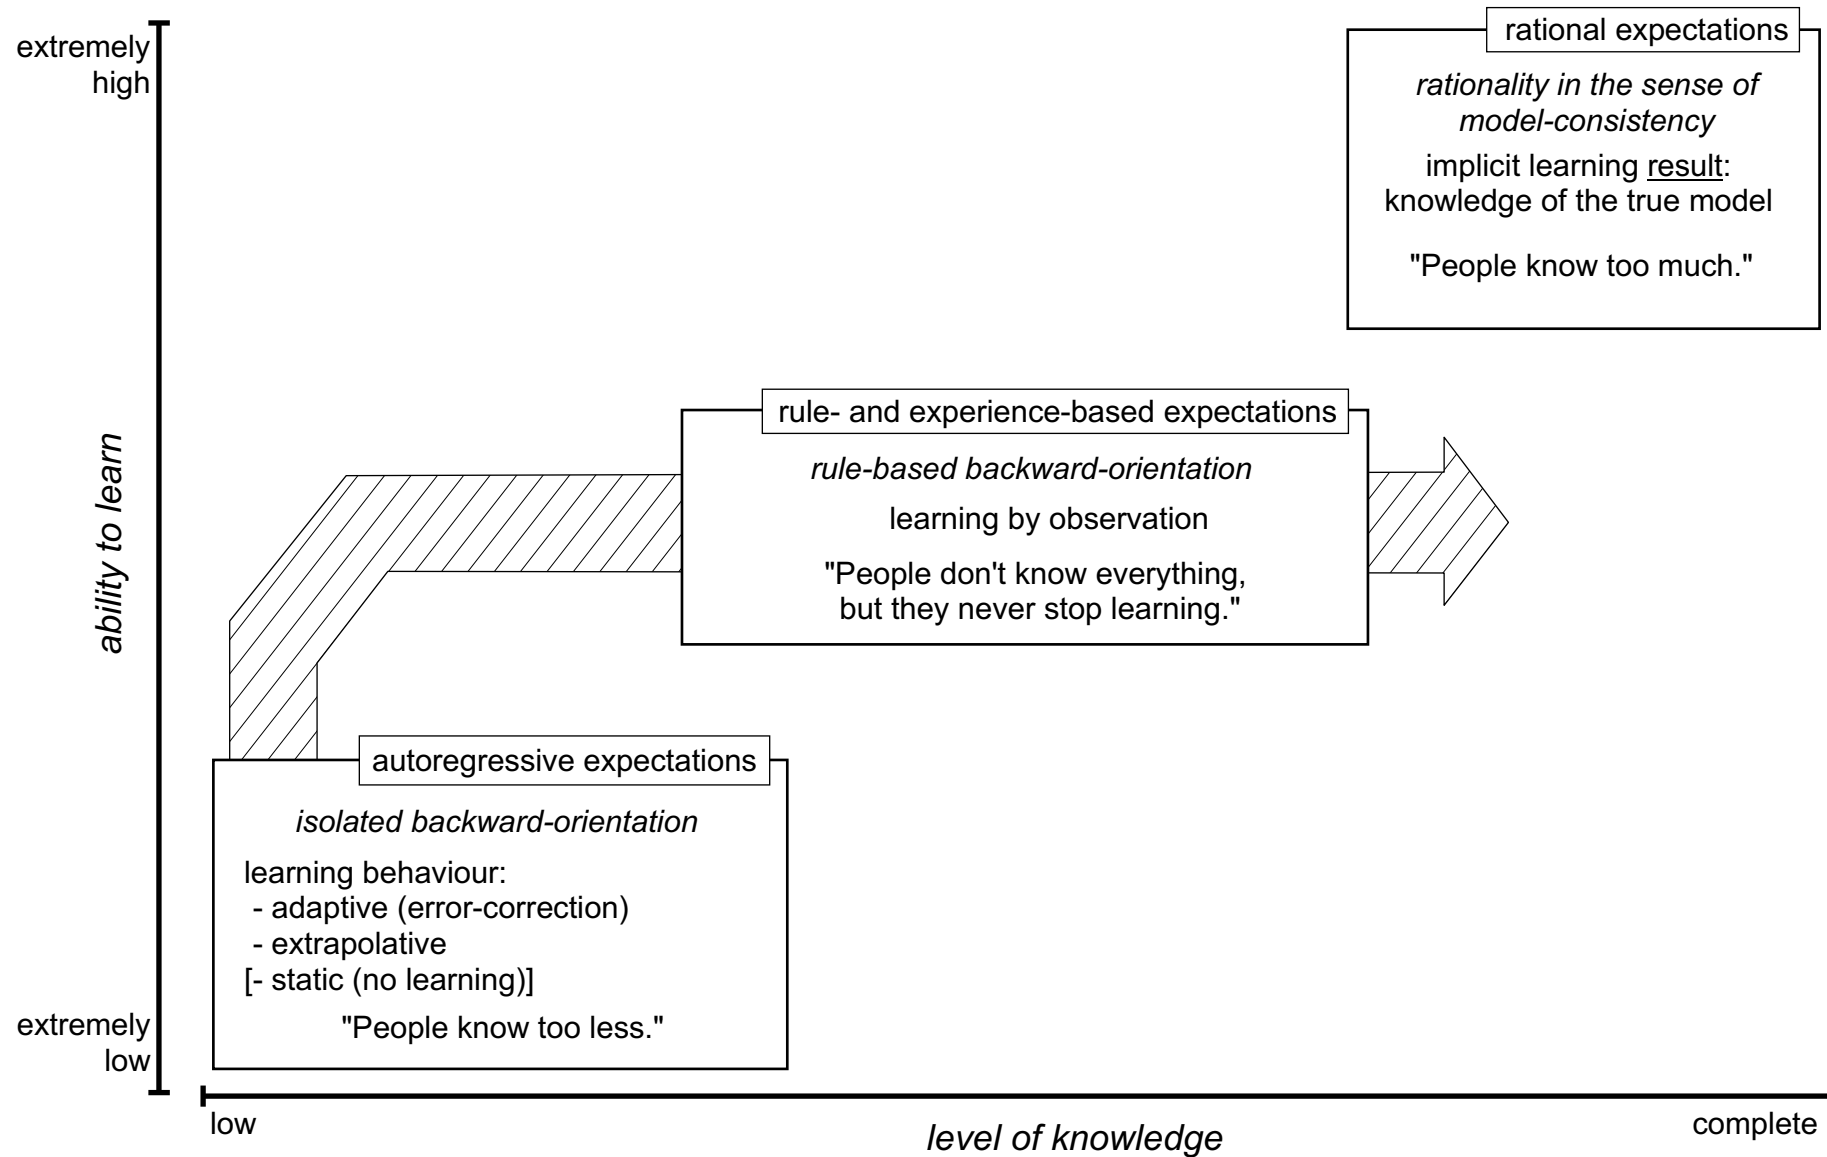 extremely
high
rational expectations
rationality in the sense of
model-consistency
implicit learning result:
knowledge of the true model
"People know too much."
ability to learn
rule- and experience-based expectations
rule-based backward-orientation
learning by observation
"People don't know everything,
but they never stop learning."
autoregressive expectations
isolated backward-orientation
learning behaviour:
- adaptive (error-correction)
- extrapolative
[- static (no learning)]
"People know too less."
extremely
low
low
level of knowledge
complete